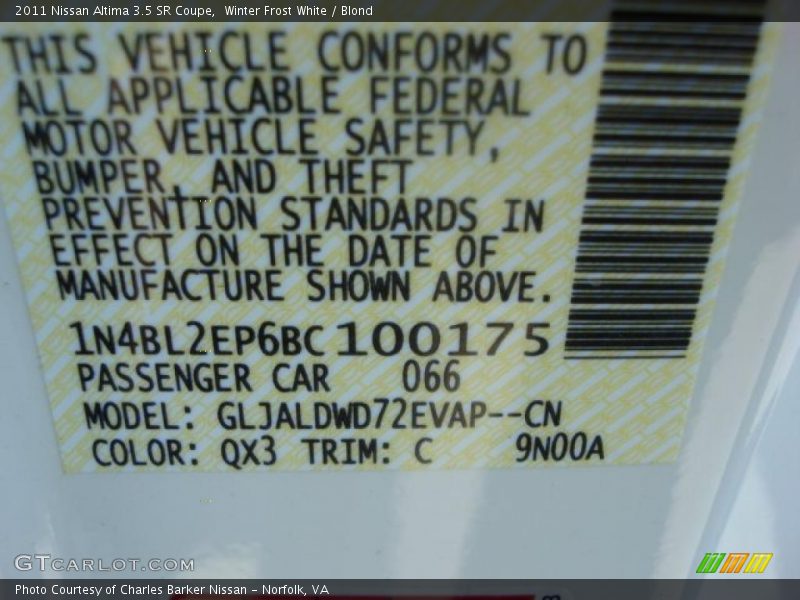 2011 Nissan Altima 3.5 SR Coupe,  Winter Frost White / Blond
THIS VEHICLE CONFORMS TO
ALL APPLICABLE FEDERAL
MOTOR VEHICLE SAFETY,
BUMPER, AND THEFT
PREVENTION STANDARDS IN
EFFECT ON THE DATE OF
MANUFACTURE SHOWN ABOVE.
1N4BL2EP6BC100175
PASSENGER CAR 066
MODEL: GLJALDWD72EVAP--CN
COLOR: QX3 TRIM: C 9N00A
GTCARLOT.COM
Photo Courtesy of Charles Barker Nissan – Norfolk, VA